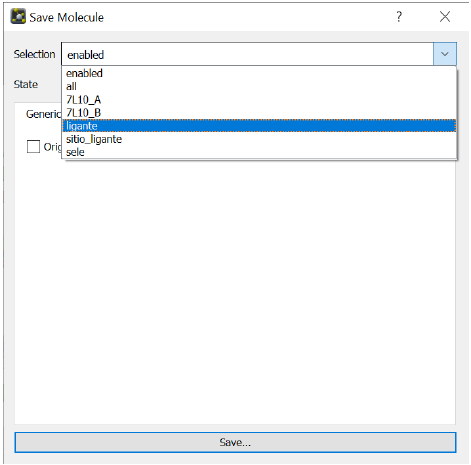 Save Molecule
?
Selection
enabled
enabled
all
State
7L10_A
Generic
7L10_B
ligante
Orig
sitio_ligante
sele
Save...